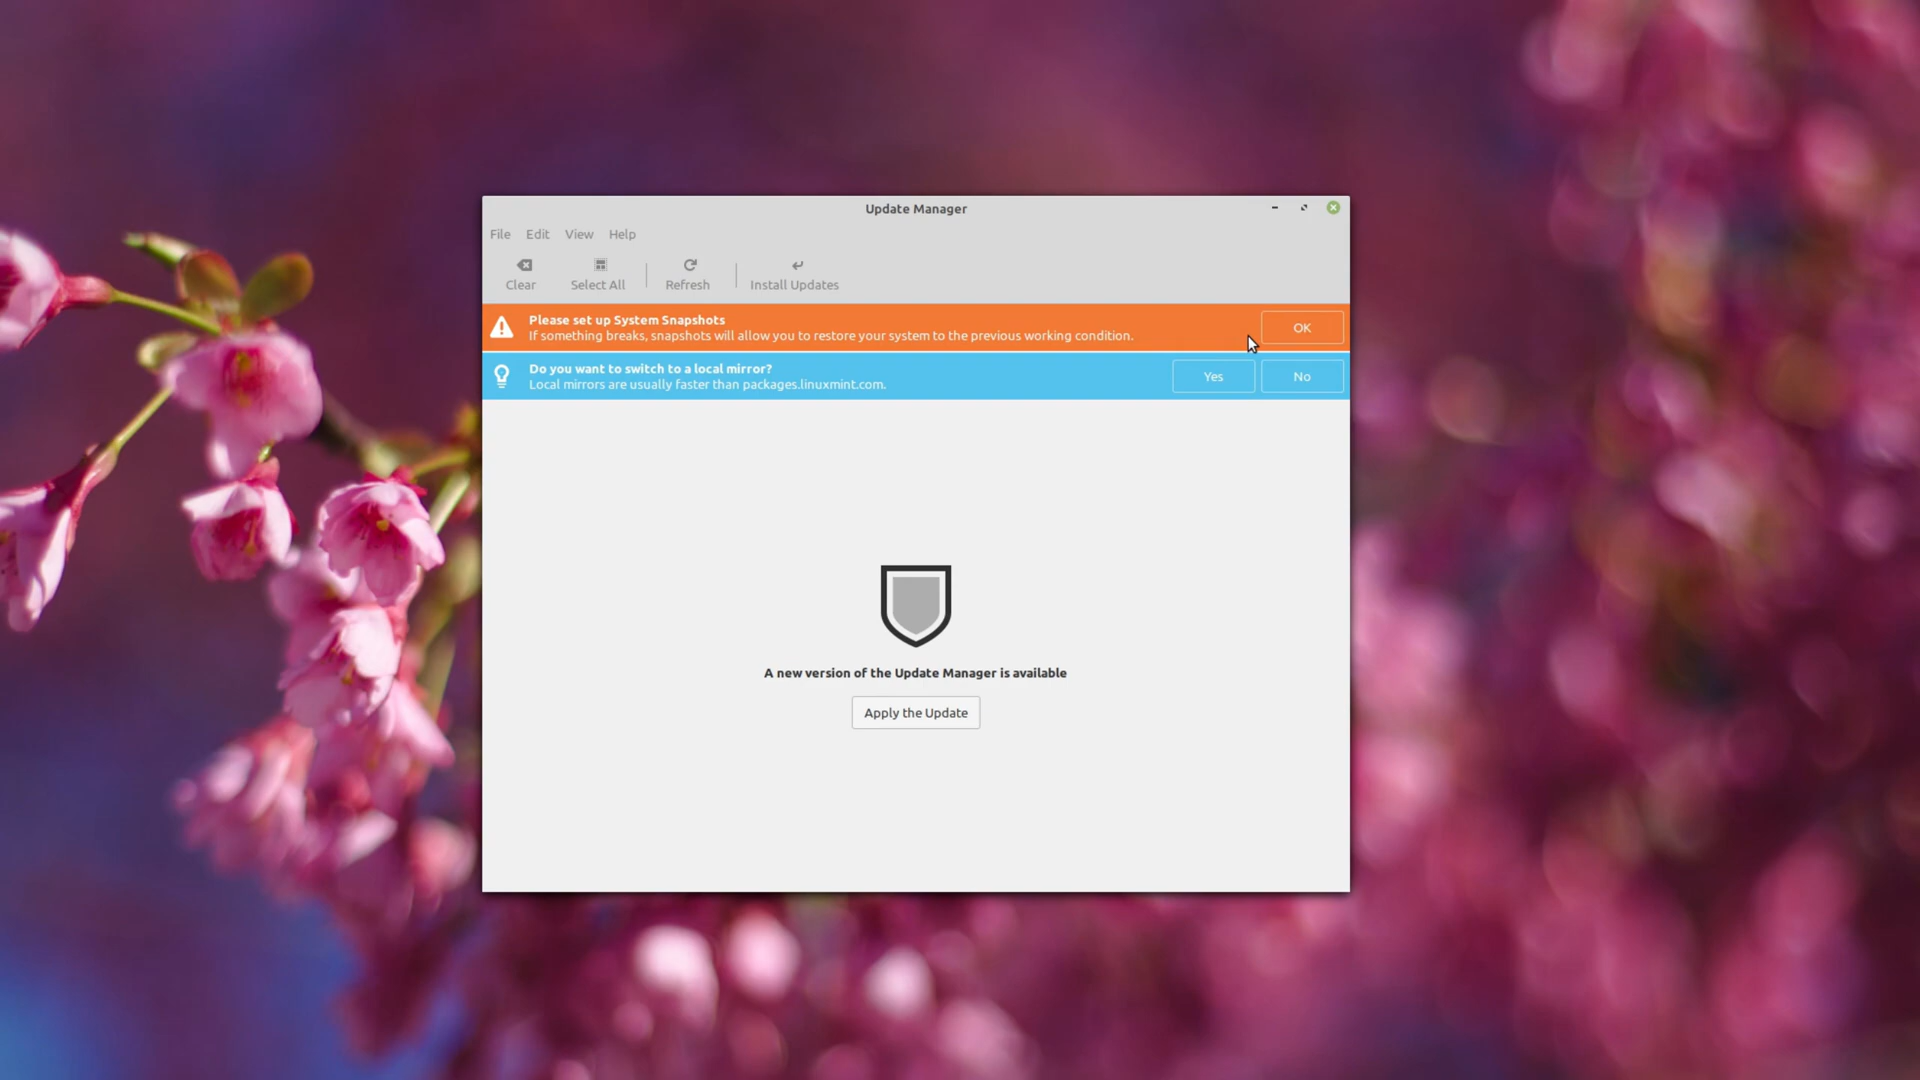 Update Manager
File Edit View Help
Clear Select All Refresh Install Updates
Please set up System Snapshots
If something breaks, snapshots will allow you to restore your system to the previous working condition.
OK
Do you want to switch to a local mirror?
Local mirrors are usually faster than packages.linuxmint.com.
Yes No
A new version of the Update Manager is available
Apply the Update